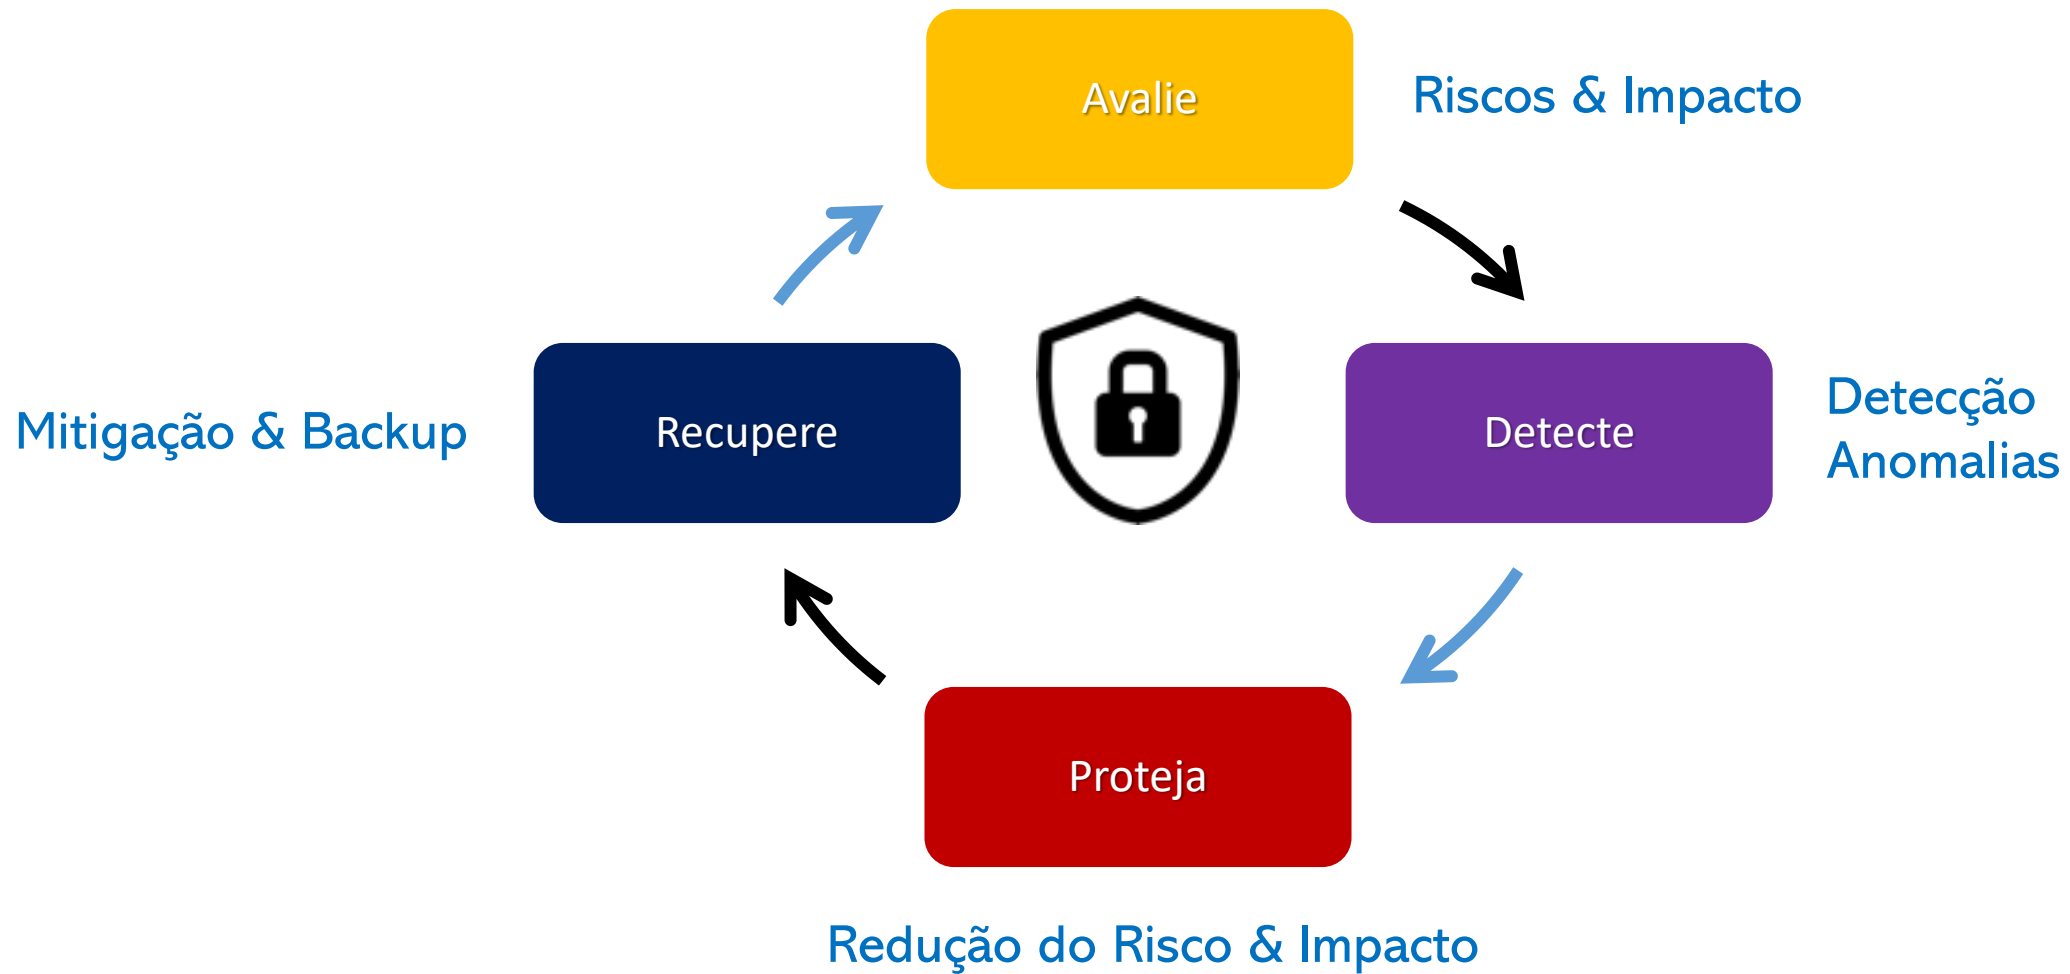 Avalie
Riscos & Impacto
Mitigação & Backup
Recupere
Detecte
Detecção
Anomalias
Proteja
Redução do Risco & Impacto